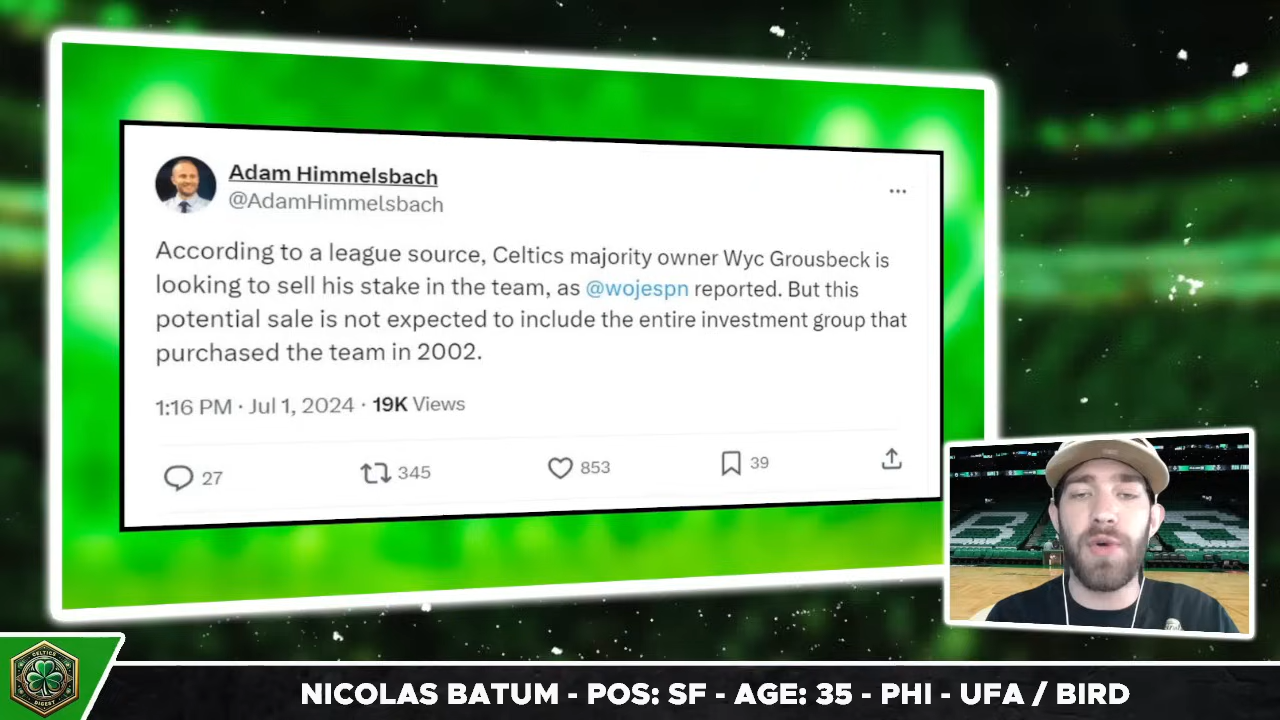 Adam Himmelsbach
@AdamHimmelsbach
According to a league source, Celtics majority owner Wyc Grousbeck is
looking to sell his stake in the team, as @wojespn reported. But this
potential sale is not expected to include the entire investment group that
purchased the team in 2002.
1:16 PM · Jul 1, 2024 · 19K Views
27 345 853 39
CELTICS
DIGEST
NICOLAS BATUM - POS: SF - AGE: 35 - PHI - UFA / BIRD